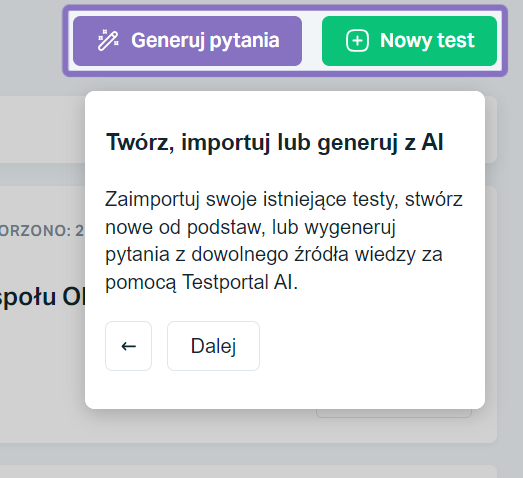 Generuj pytania
Nowy test
Twórz, importuj lub generuj z AI
Zaimportuj swoje istniejące testy, stwórz
nowe od podstaw, lub wygeneruj
pytania z dowolnego źródła wiedzy za
pomocą Testportal AI.
ORZONO: 2
społu
← Dalej